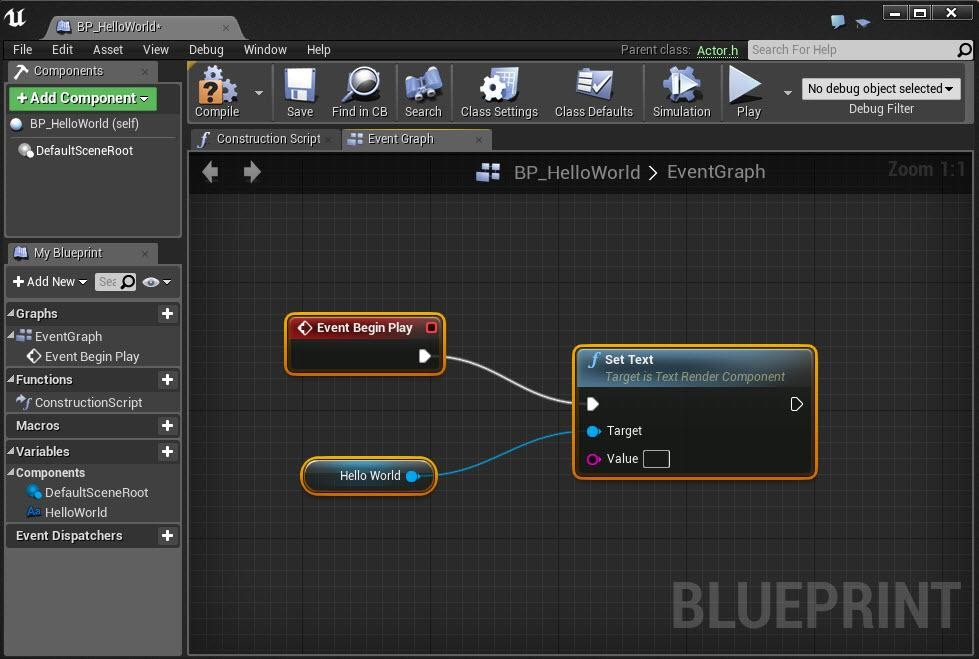 BP_HelloWorld*
File Edit Asset View Debug Window Help
Parent class: Actor.h
Search For Help
Components
+ Add Component
BP_HelloWorld (self)
DefaultSceneRoot
Compile
Save
Find in CB
Search
Class Settings
Class Defaults
Simulation
Play
No debug object selected
Debug Filter
Construction Script
Event Graph
BP_HelloWorld > EventGraph
Zoom 1:1
My Blueprint
+ Add New
Sea
Graphs
EventGraph
Event Begin Play
Functions
ConstructionScript
Macros
Variables
Components
DefaultSceneRoot
Aa HelloWorld
Event Dispatchers
Event Begin Play
f Set Text
Target is Text Render Component
Target
Value
Hello World
BLUEPRINT